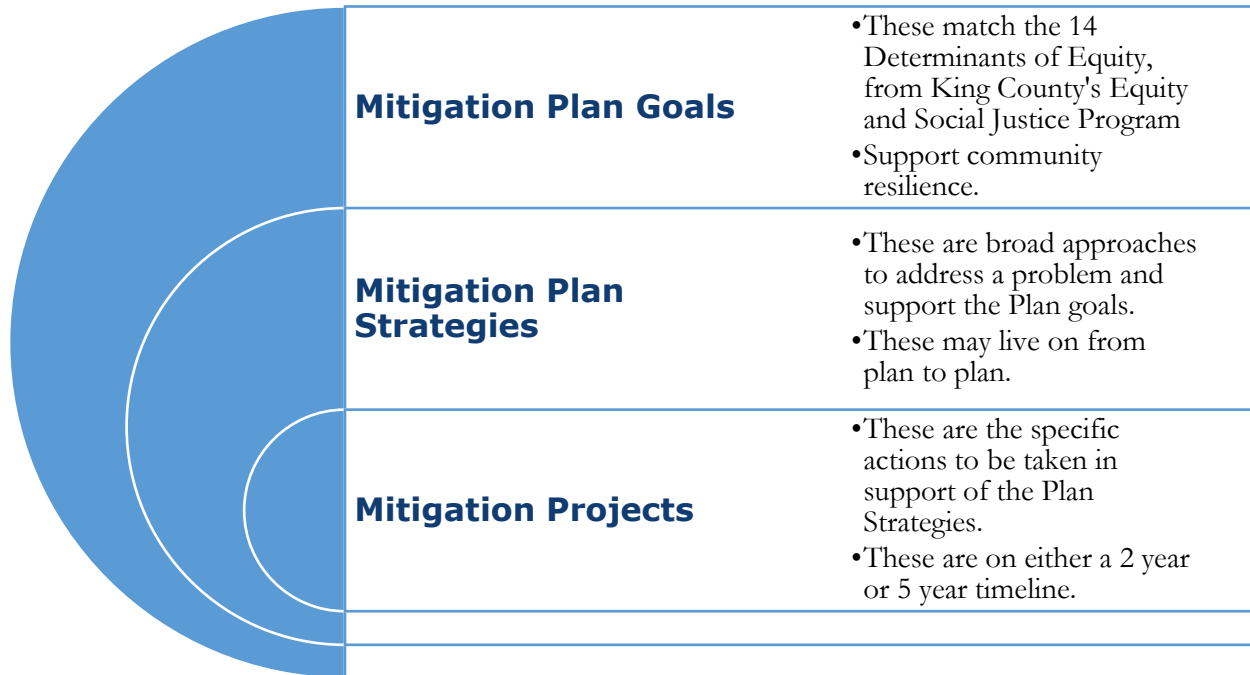 Mitigation Plan Goals
•These match the 14
Determinants of Equity,
from King County's Equity
and Social Justice Program
•Support community
resilience.
Mitigation Plan
Strategies
•These are broad approaches
to address a problem and
support the Plan goals.
•These may live on from
plan to plan.
Mitigation Projects
•These are the specific
actions to be taken in
support of the Plan
Strategies.
•These are on either a 2 year
or 5 year timeline.